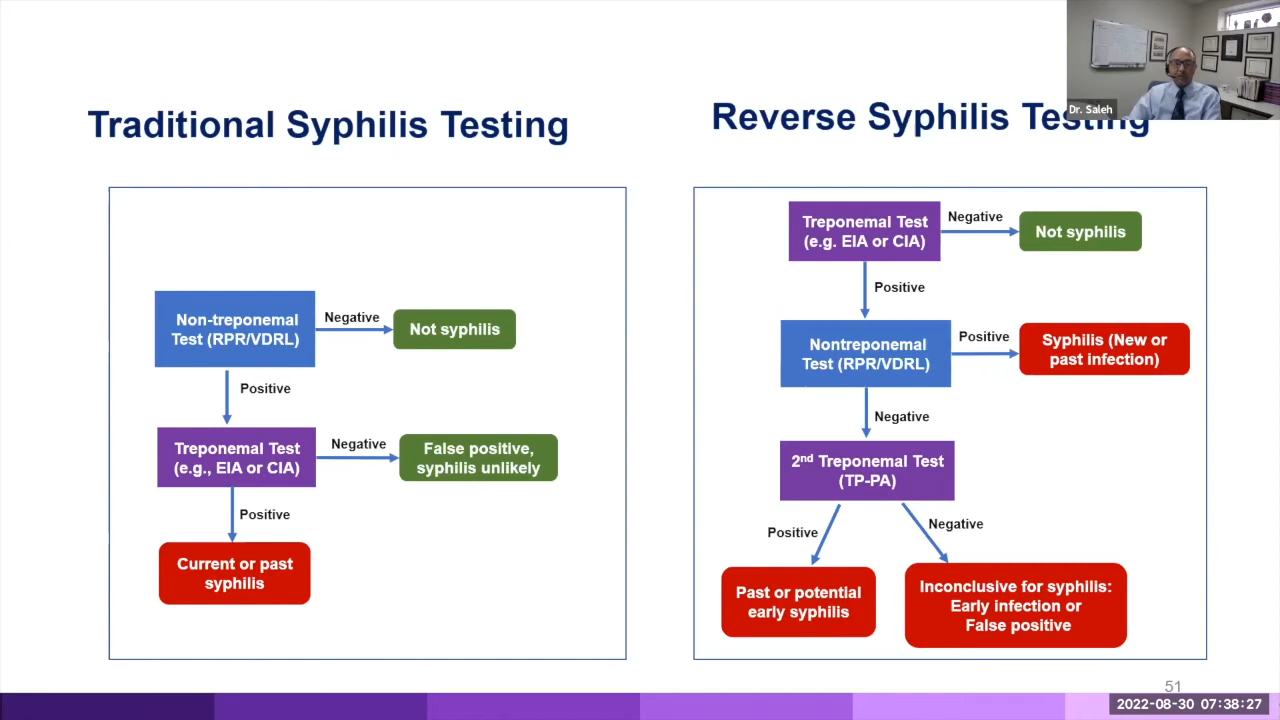 Dr. Saleh
Traditional Syphilis Testing
Non-treponemal
Test (RPR/VDRL)
Negative
Not syphilis
Positive
Treponemal Test
(e.g., EIA or CIA)
Negative
False positive,
syphilis unlikely
Positive
Current or past
syphilis
Reverse Syphilis Testing
Treponemal Test
(e.g. EIA or CIA)
Negative
Not syphilis
Positive
Nontreponemal
Test (RPR/VDRL)
Positive
Syphilis (New or
past infection)
Negative
2nd Treponemal Test
(TP-PA)
Positive
Negative
Past or potential
early syphilis
Inconclusive for syphilis:
Early infection or
False positive
51
2022-08-30 07:38:27